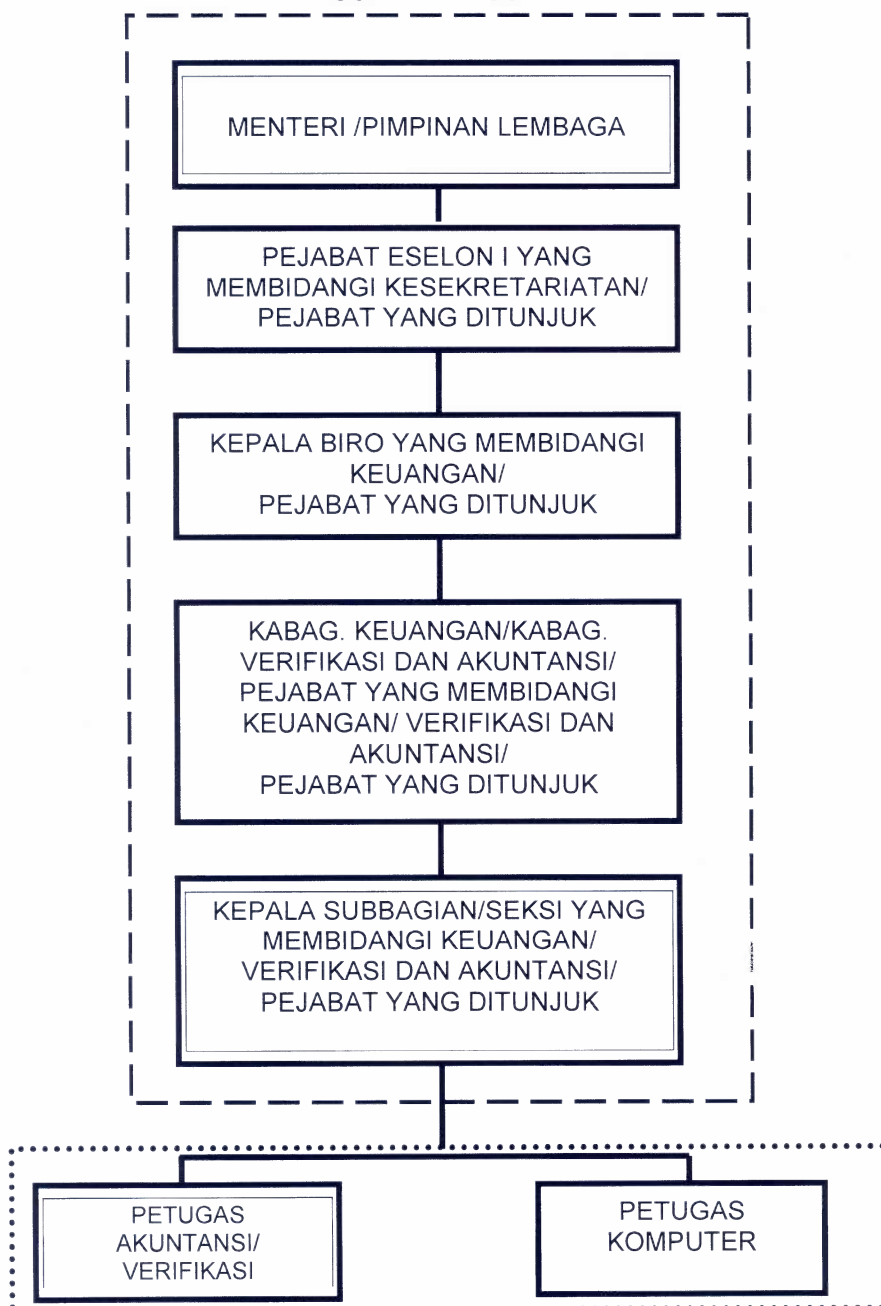 MENTERI /PIMPINAN LEMBAGA
PEJABAT ESELON I YANG
MEMBIDANGI KESEKRETARIATAN/
PEJABAT YANG DITUNJUK
KEPALA BIRO YANG MEMBIDANGI
KEUANGAN/
PEJABAT YANG DITUNJUK
KABAG. KEUANGAN/KABAG.
VERIFIKASI DAN AKUNTANSI/
PEJABAT YANG MEMBIDANGI
KEUANGAN/ VERIFIKASI DAN
AKUNTANSI/
PEJABAT YANG DITUNJUK
KEPALA SUBBAGIAN/SEKSI YANG
MEMBIDANGI KEUANGAN/
VERIFIKASI DAN AKUNTANSI/
PEJABAT YANG DITUNJUK
PETUGAS
AKUNTANSI/
VERIFIKASI
PETUGAS
KOMPUTER